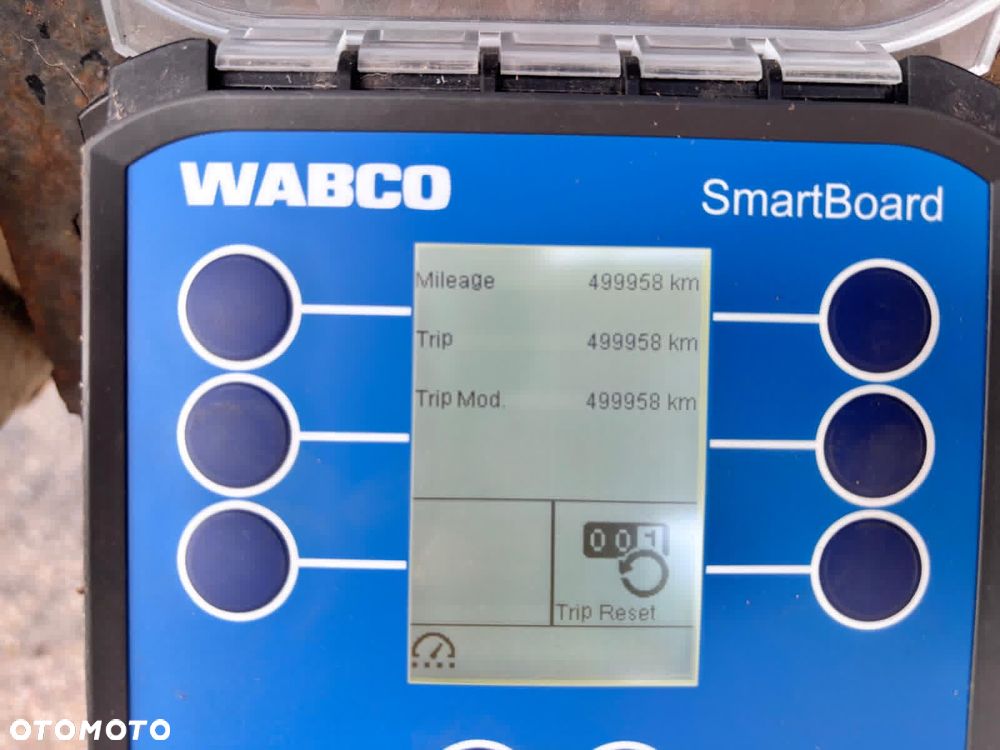 WABCO
SmartBoard
Mileage 499958 km
Trip 499958 km
Trip Mod. 499958 km
001
Trip Reset
OTOMOTO